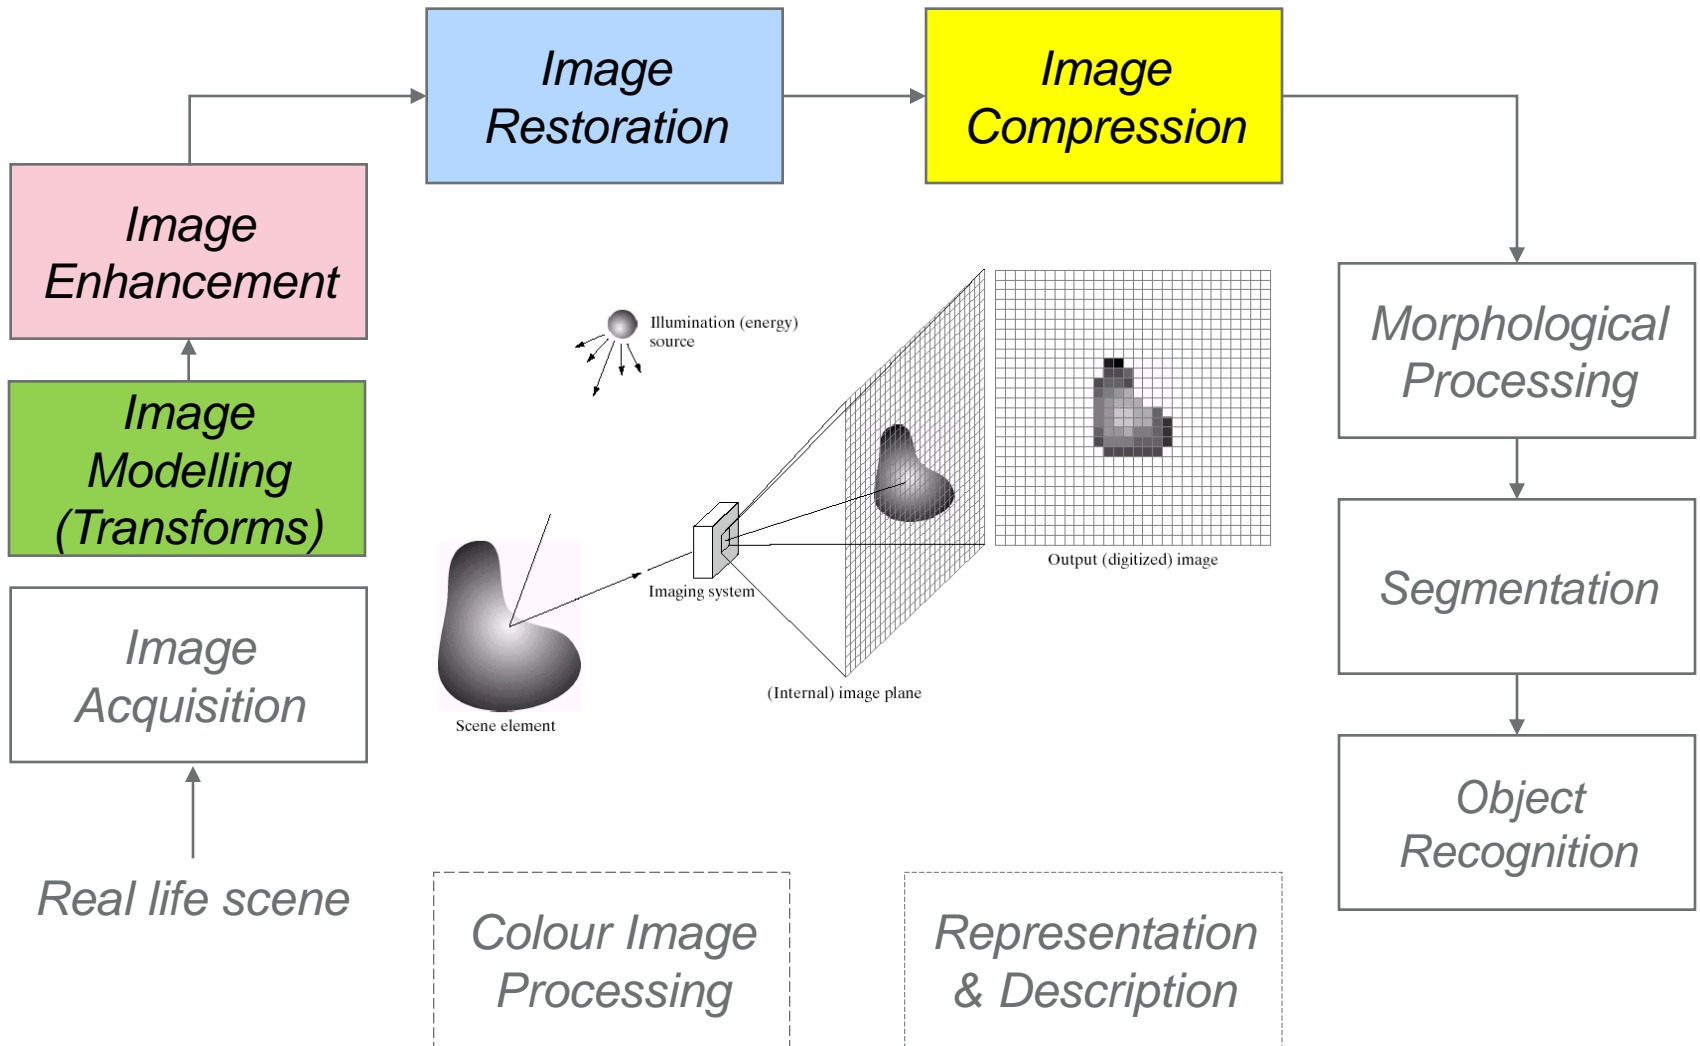 Image
Restoration
Image
Compression
Image
Enhancement
Image
Modelling
(Transforms)
Image
Acquisition
Real life scene
Illumination (energy)
source
Imaging system
Scene element
(Internal) image plane
Output (digitized) image
Morphological
Processing
Segmentation
Object
Recognition
Colour Image
Processing
Representation
& Description